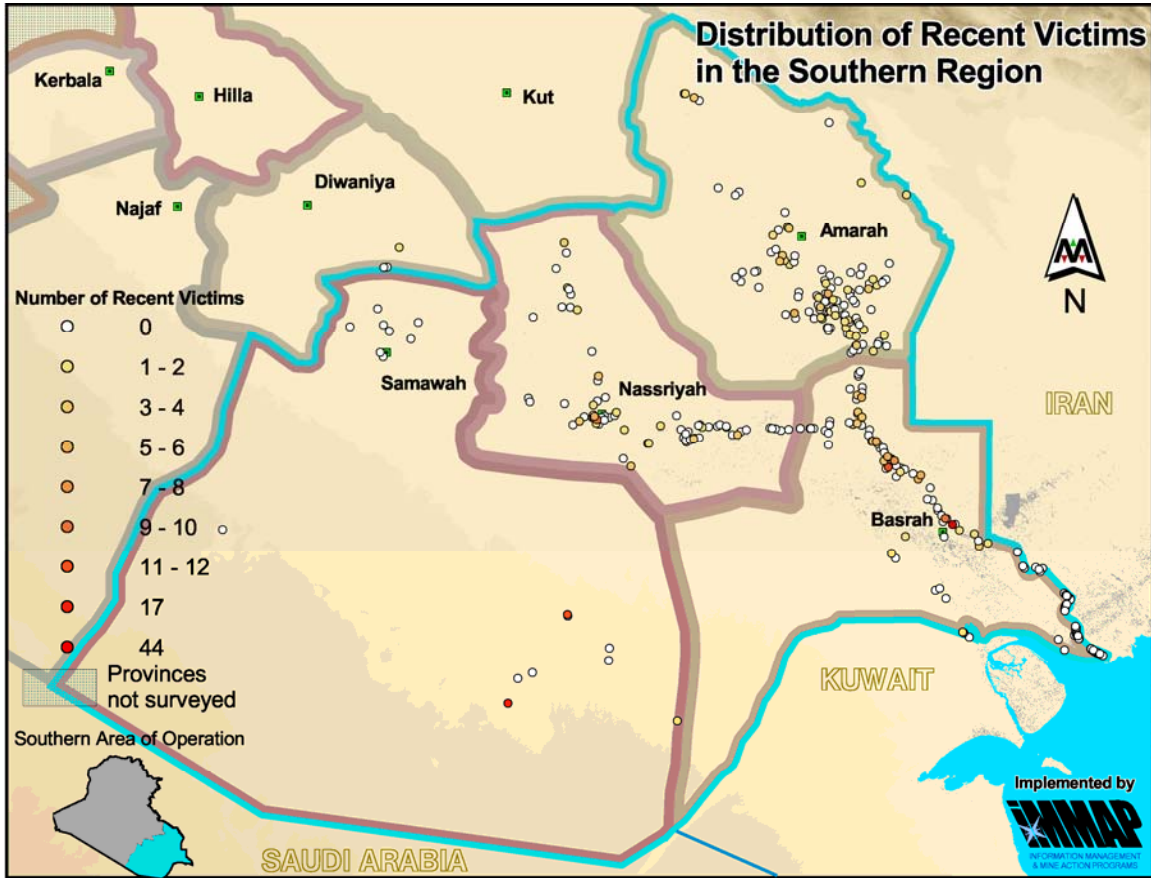 Distribution of Recent Victims
in the Southern Region
Kerbala
Hilla
Kut
Najaf
Diwaniya
Amarah
N
Number of Recent Victims
0
1 - 2
3 - 4
5 - 6
7 - 8
9 - 10
11 - 12
17
44
Provinces
not surveyed
Samawah
Nassriyah
IRAN
Basrah
KUWAIT
Southern Area of Operation
SAUDI ARABIA
Implemented by
iMMAP
INFORMATION MANAGEMENT
& MINE ACTION PROGRAMS